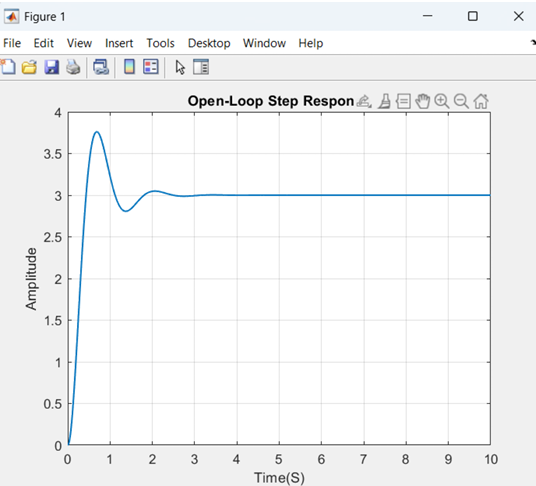 Figure 1
File Edit View Insert Tools Desktop Window Help
Open-Loop Step Respon
4
3.5
3
2.5
2
1.5
1
0.5
0
Amplitude
0 1 2 3 4 5 6 7 8 9 10
Time(S)